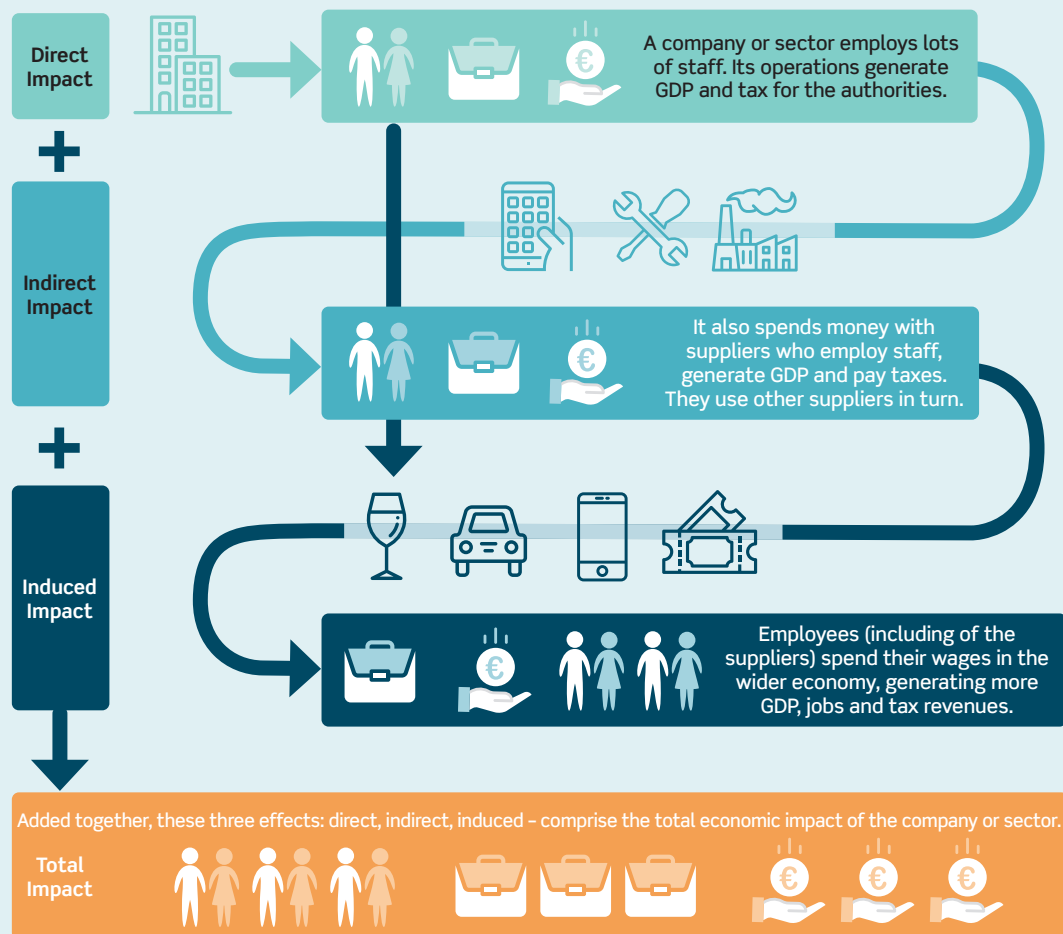 Direct
Impact
A company or sector employs lots
of staff. Its operations generate
GDP and tax for the authorities.
+
Indirect
Impact
It also spends money with
suppliers who employ staff,
generate GDP and pay taxes.
They use other suppliers in turn.
+
Induced
Impact
Employees (including of the
suppliers) spend their wages in the
wider economy, generating more
GDP, jobs and tax revenues.
Added together, these three effects: direct, indirect, induced – comprise the total economic impact of the company or sector.
Total
Impact
€
€
€
€
€
€